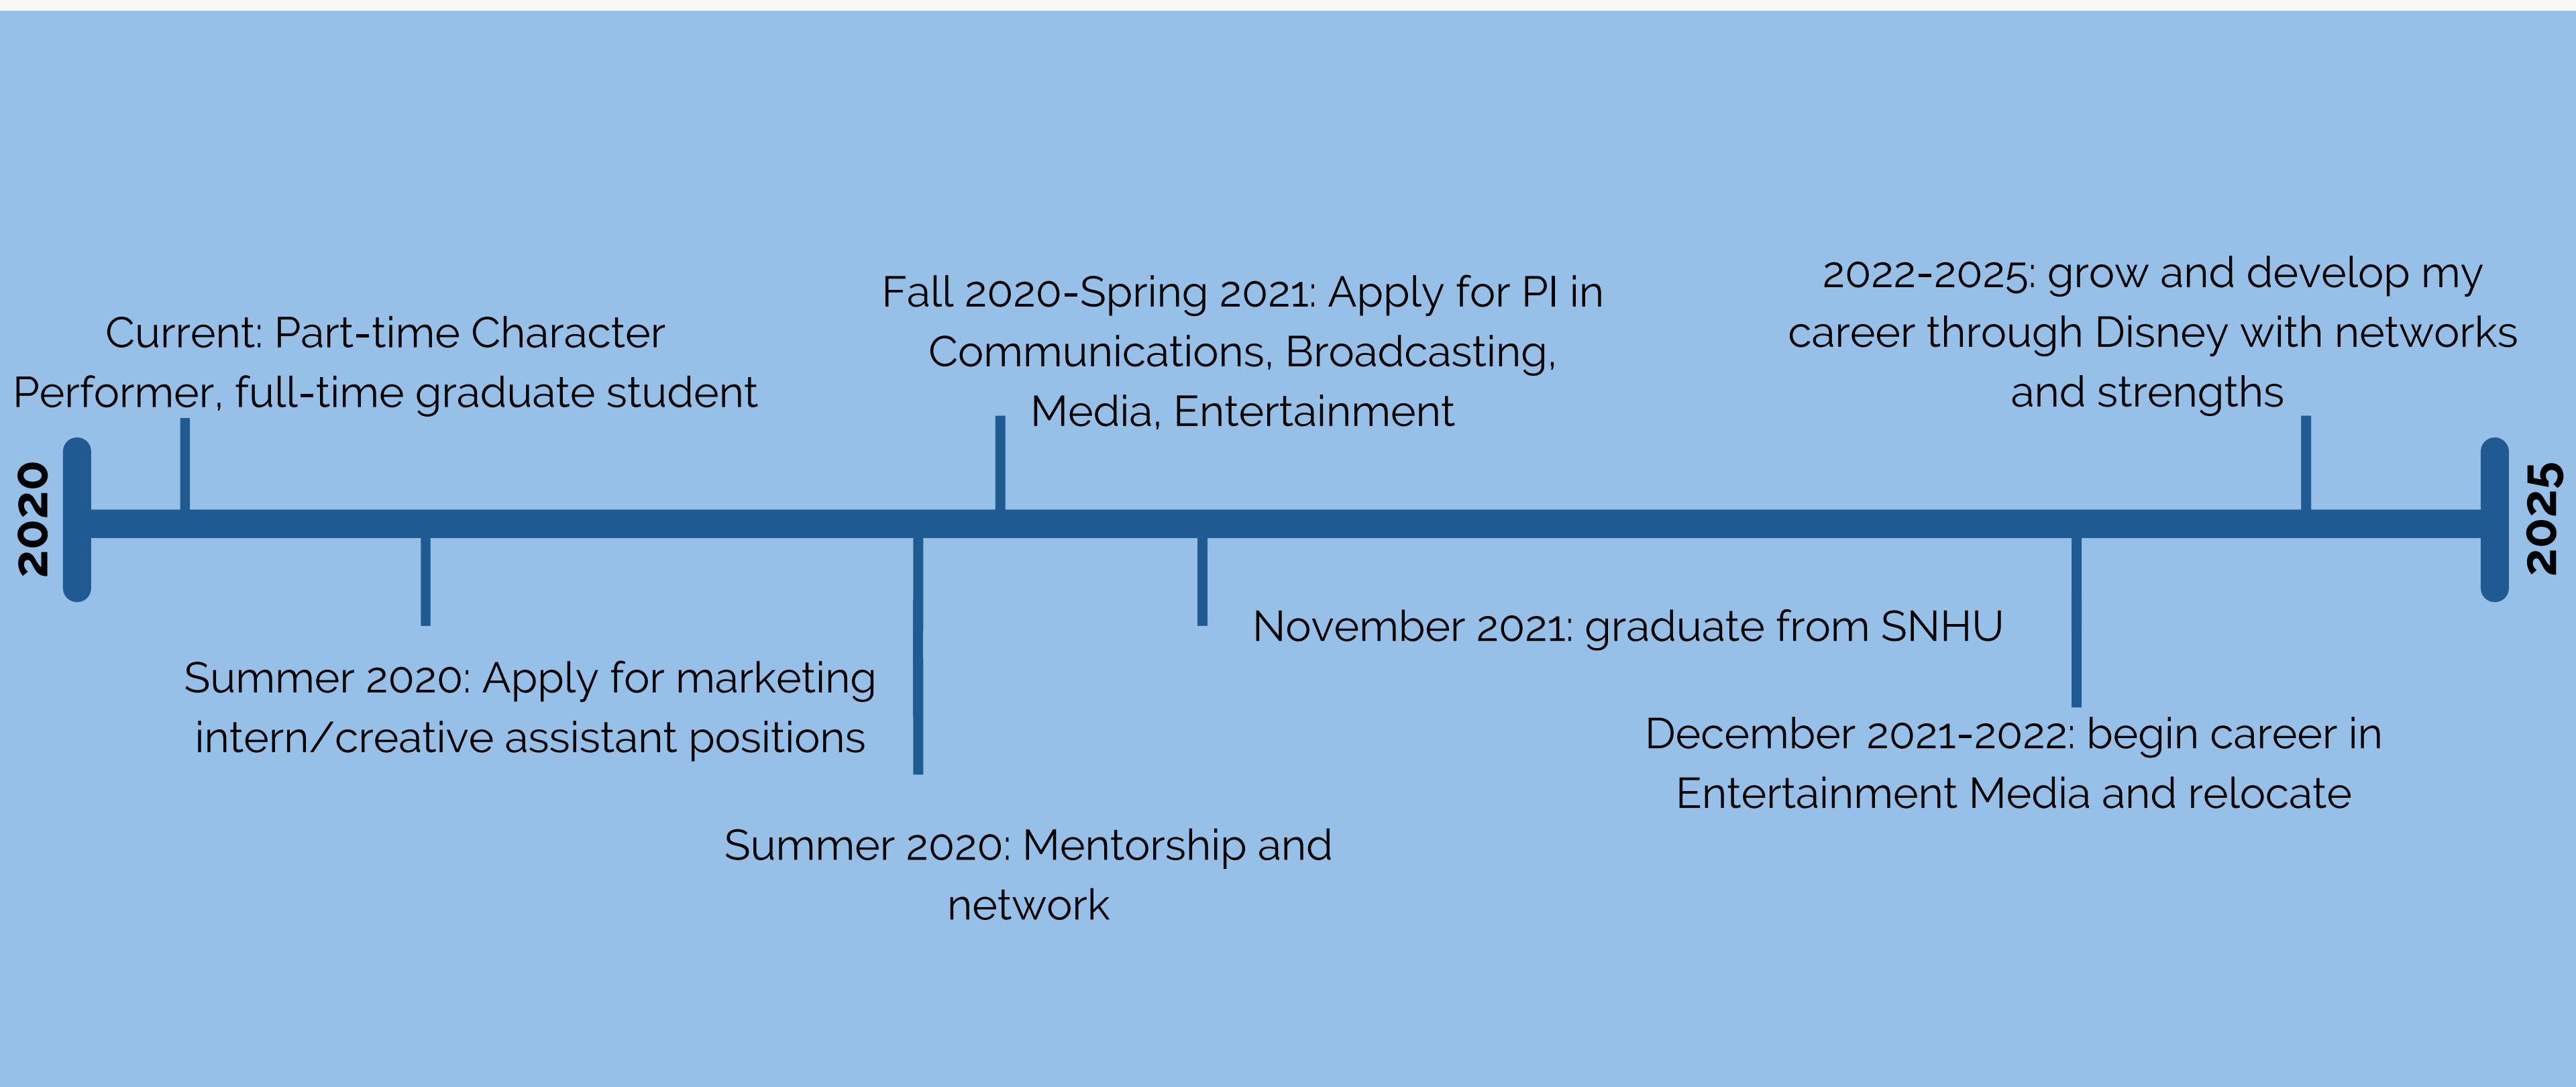 2020
Current: Part-time Character
Performer, full-time graduate student
Summer 2020: Apply for marketing
intern/creative assistant positions
Summer 2020: Mentorship and
network
Fall 2020-Spring 2021: Apply for PI in
Communications, Broadcasting,
Media, Entertainment
November 2021: graduate from SNHU
December 2021-2022: begin career in
Entertainment Media and relocate
2022-2025: grow and develop my
career through Disney with networks
and strengths
2025